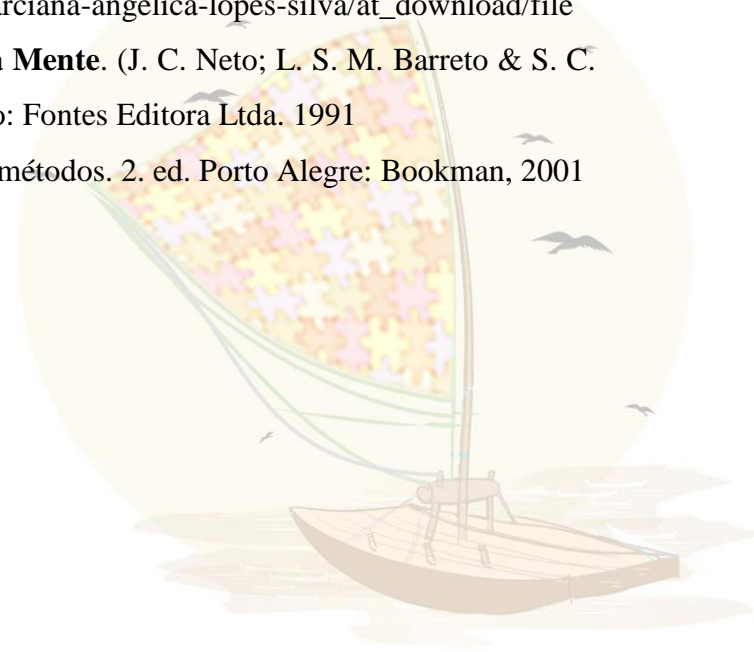 rciana-angelica-lopes-silva/at_download/file
Mente. (J. C. Neto; L. S. M. Barreto & S. C.
o: Fontes Editora Ltda. 1991
métodos. 2. ed. Porto Alegre: Bookman, 2001